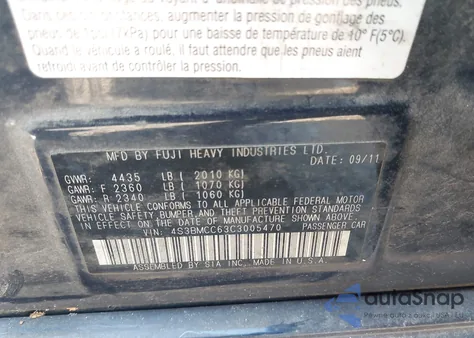 des
augmenter la pression de gonflage
des pneus de
pour une baisse de température de 10° F(5°C).
Quand le véhicule a roulé, il faut attendre que les pneus aient
refroidi avant de contrôler la pression.
MFD BY FUJI HEAVY INDUSTRIES LTD.
DATE: 09/11
GVWR: 4435 LB ( 2010 KG)
GAWR: F 2360 LB ( 1070 KG)
GAWR: R 2340 LB ( 1060 KG)
THIS VEHICLE CONFORMS TO ALL APPLICABLE FEDERAL MOTOR
VEHICLE SAFETY, BUMPER, AND THEFT PREVENTION STANDARDS
IN EFFECT ON THE DATE OF MANUFACTURE SHOWN ABOVE.
VIN: 4S3BMCC63C3005470 PASSENGER CAR
ASSEMBLED BY SIA INC. MADE IN U.S.A.
autoSnap